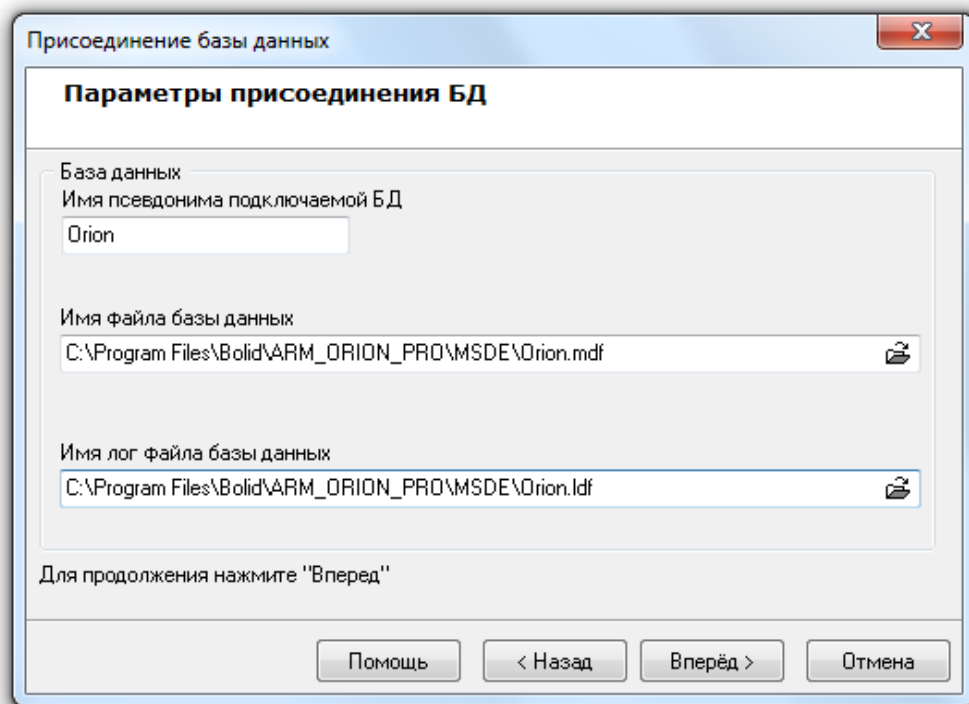 Присоединение базы данных
Параметры присоединения БД
База данных
Имя псевдонима подключаемой БД
Orion
Имя файла базы данных
C:\Program Files\Bolid\ARM_ORION_PRO\MSDE\Orion.mdf
Имя лог файла базы данных
C:\Program Files\Bolid\ARM_ORION_PRO\MSDE\Orion.ldf
Для продолжения нажмите "Вперед"
Помощь < Назад Вперёд > Отмена